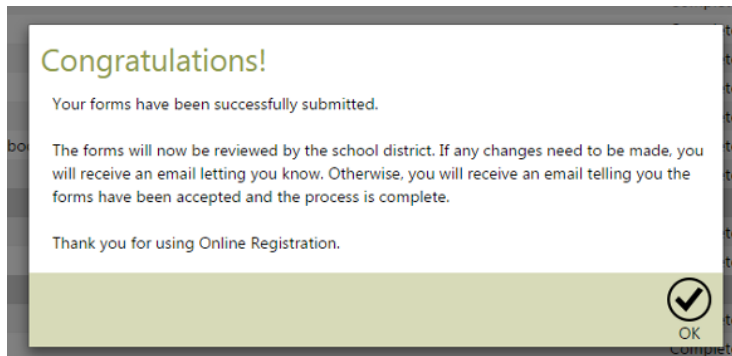 Congratulations!
Your forms have been successfully submitted.
The forms will now be reviewed by the school district. If any changes need to be made, you
will receive an email letting you know. Otherwise, you will receive an email telling you the
forms have been accepted and the process is complete.
Thank you for using Online Registration.
OK